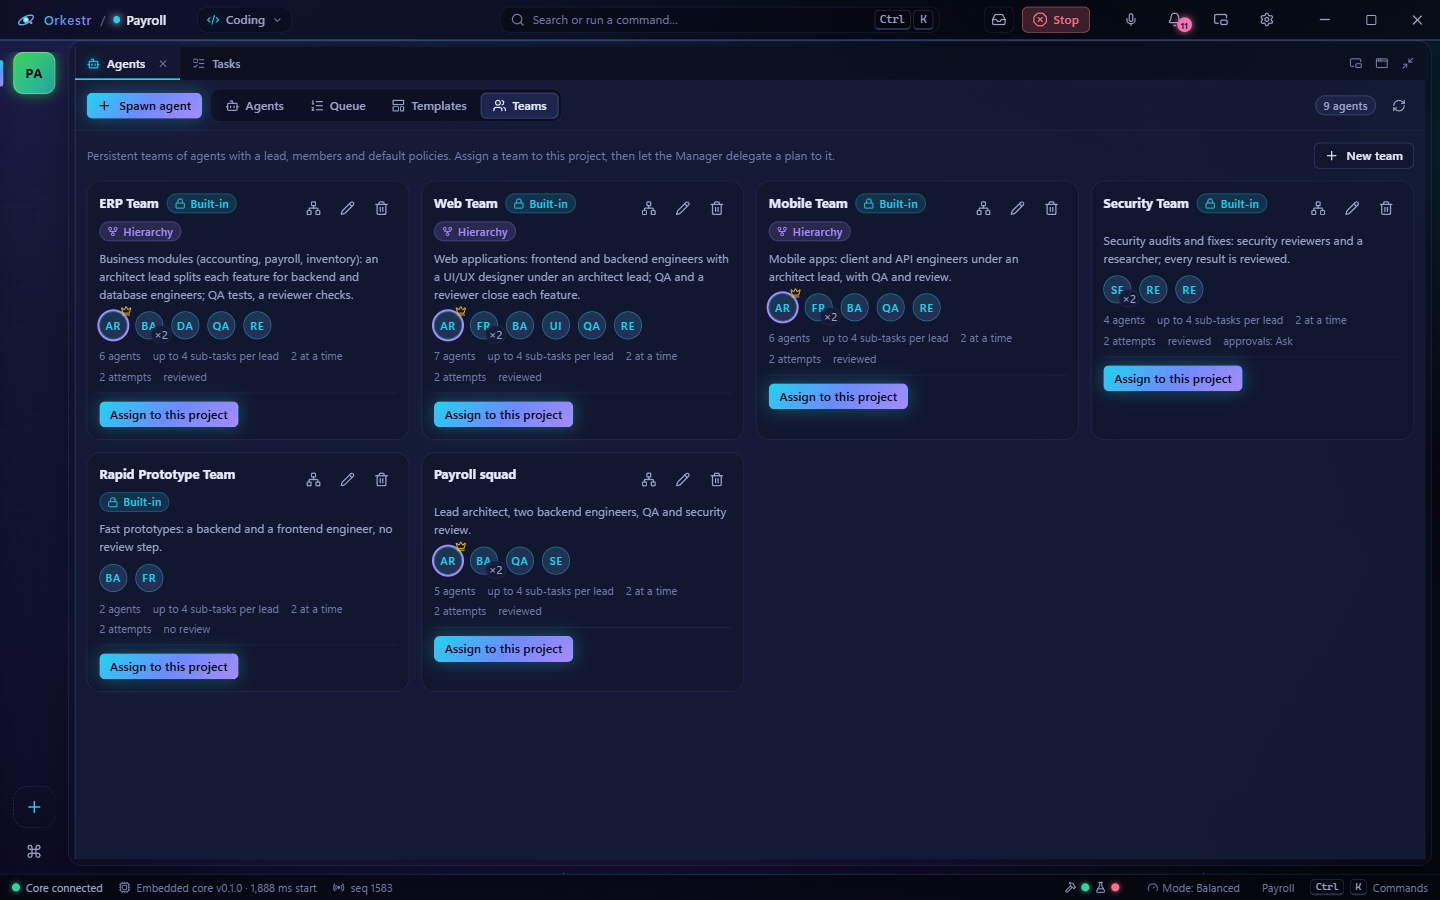 Orkestr / Payroll
Coding
Search or run a command...
Ctrl K
Stop
11
PA
Agents
Tasks
Spawn agent
Agents
Queue
Templates
Teams
9 agents
Persistent teams of agents with a lead, members and default policies. Assign a team to this project, then let the Manager delegate a plan to it.
New team
ERP Team
Built-in
Hierarchy
Business modules (accounting, payroll, inventory): an
architect lead splits each feature for backend and
database engineers; QA tests, a reviewer checks.
AR BA ×2 DA QA RE
6 agents up to 4 sub-tasks per lead 2 at a time
2 attempts reviewed
Assign to this project
Web Team
Built-in
Hierarchy
Web applications: frontend and backend engineers with
a UI/UX designer under an architect lead; QA and a
reviewer close each feature.
AR FR ×2 BA UI QA RE
7 agents up to 4 sub-tasks per lead 2 at a time
2 attempts reviewed
Assign to this project
Mobile Team
Built-in
Hierarchy
Mobile apps: client and API engineers under an
architect lead, with QA and review.
AR FR ×2 BA QA RE
6 agents up to 4 sub-tasks per lead 2 at a time
2 attempts reviewed
Assign to this project
Security Team
Built-in
Security audits and fixes: security reviewers and a
researcher; every result is reviewed.
SE ×2 RE RE
4 agents up to 4 sub-tasks per lead 2 at a time
2 attempts reviewed approvals: Ask
Assign to this project
Rapid Prototype Team
Built-in
Fast prototypes: a backend and a frontend engineer, no
review step.
BA FR
2 agents up to 4 sub-tasks per lead 2 at a time
2 attempts no review
Assign to this project
Payroll squad
Lead architect, two backend engineers, QA and security
review.
AR BA ×2 QA SE
5 agents up to 4 sub-tasks per lead 2 at a time
2 attempts reviewed
Assign to this project
Core connected
Embedded core v0.1.0 · 1,888 ms start
seq 1583
Mode: Balanced
Payroll
Ctrl K Commands